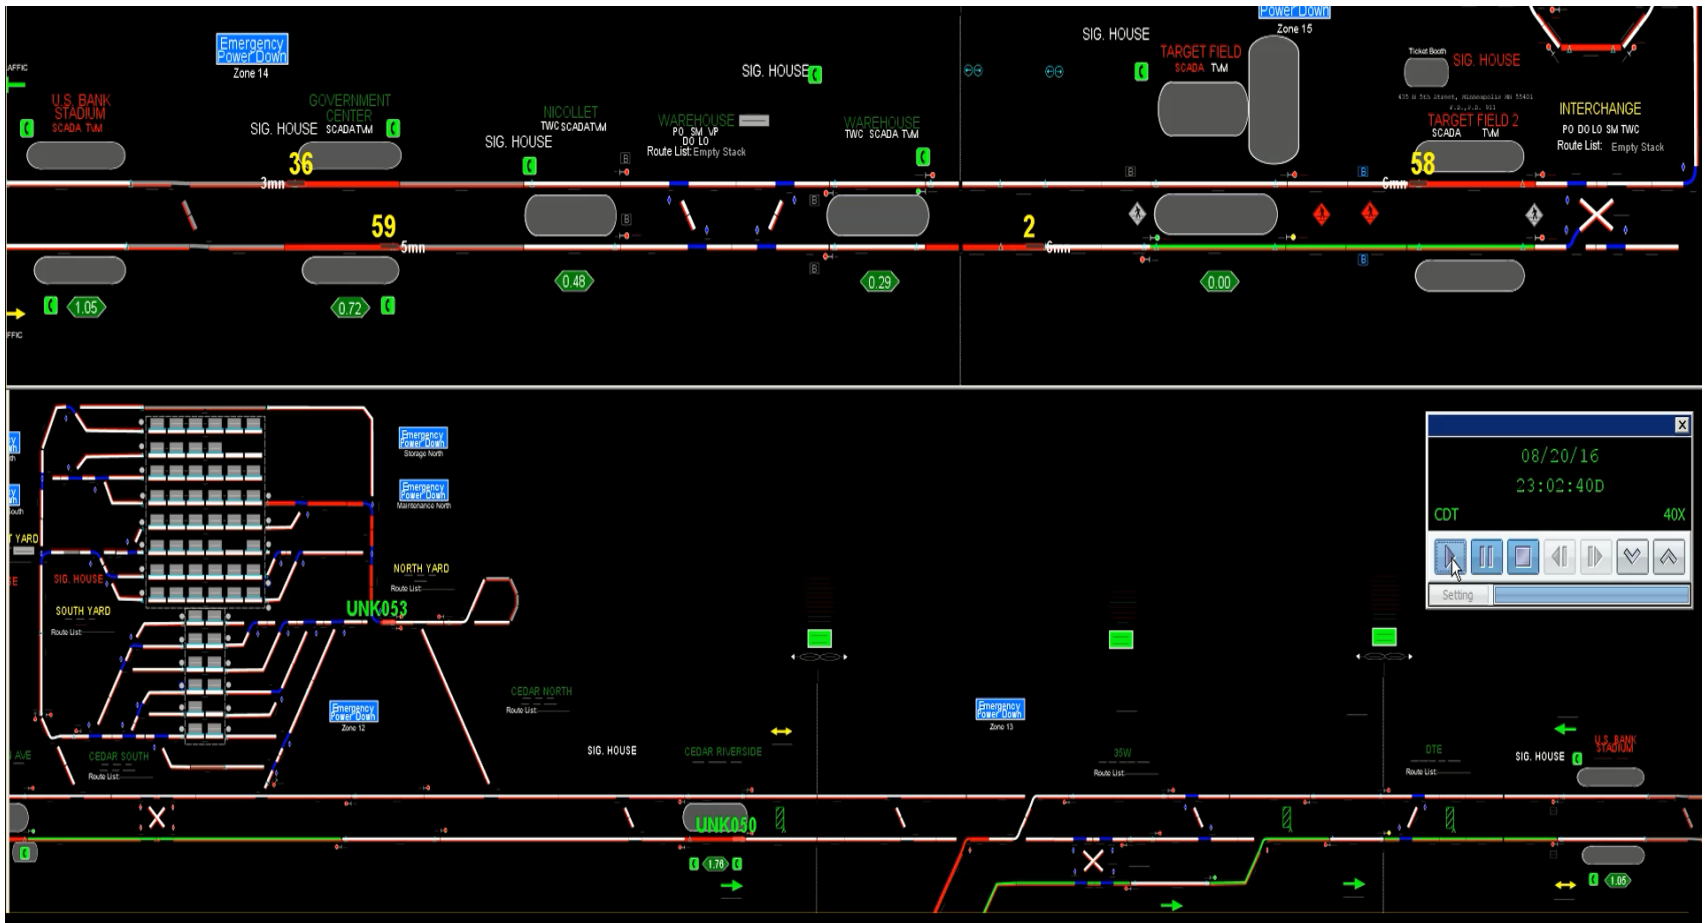 Emergency
Power Down
Zone 14
AFFIC
U.S. BANK
STADIUM
SCADA TVM
GOVERNMENT
CENTER
SIG. HOUSE SCADA TVM
NICOLLET
TWC SCADA TVM
SIG. HOUSE
SIG. HOUSE
WAREHOUSE
PO SM VP
DO LO
Route List: Empty Stack
WAREHOUSE
TWC SCADA TVM
SIG. HOUSE
TARGET FIELD
SCADA TVM
Power Down
Zone 15
Ticket Booth
SIG. HOUSE
TARGET FIELD 2
SCADA TVM
INTERCHANGE
PO DO LO SM TWC
Route List: Empty Stack
36
3mn
58
6mn
B
B
B
B
B
B
B
59
5mn
2
6mn
1.05
0.72
0.48
0.29
0.00
FFIC
Emergency
Power Down
Storage North
Emergency
Power Down
Maintenance North
T YARD
SIG. HOUSE
SOUTH YARD
Route List:
NORTH YARD
Route List:
UNK053
CEDAR NORTH
Route List:
Emergency
Power Down
Zone 12
AVE
CEDAR SOUTH
Route List:
SIG. HOUSE
CEDAR RIVERSIDE
UNK050
1.76
Emergency
Power Down
Zone 13
35W
Route List:
DTE
Route List:
SIG. HOUSE
U.S. BANK
STADIUM
1.05
X
08/20/16
23:02:40D
CDT 40X
Setting